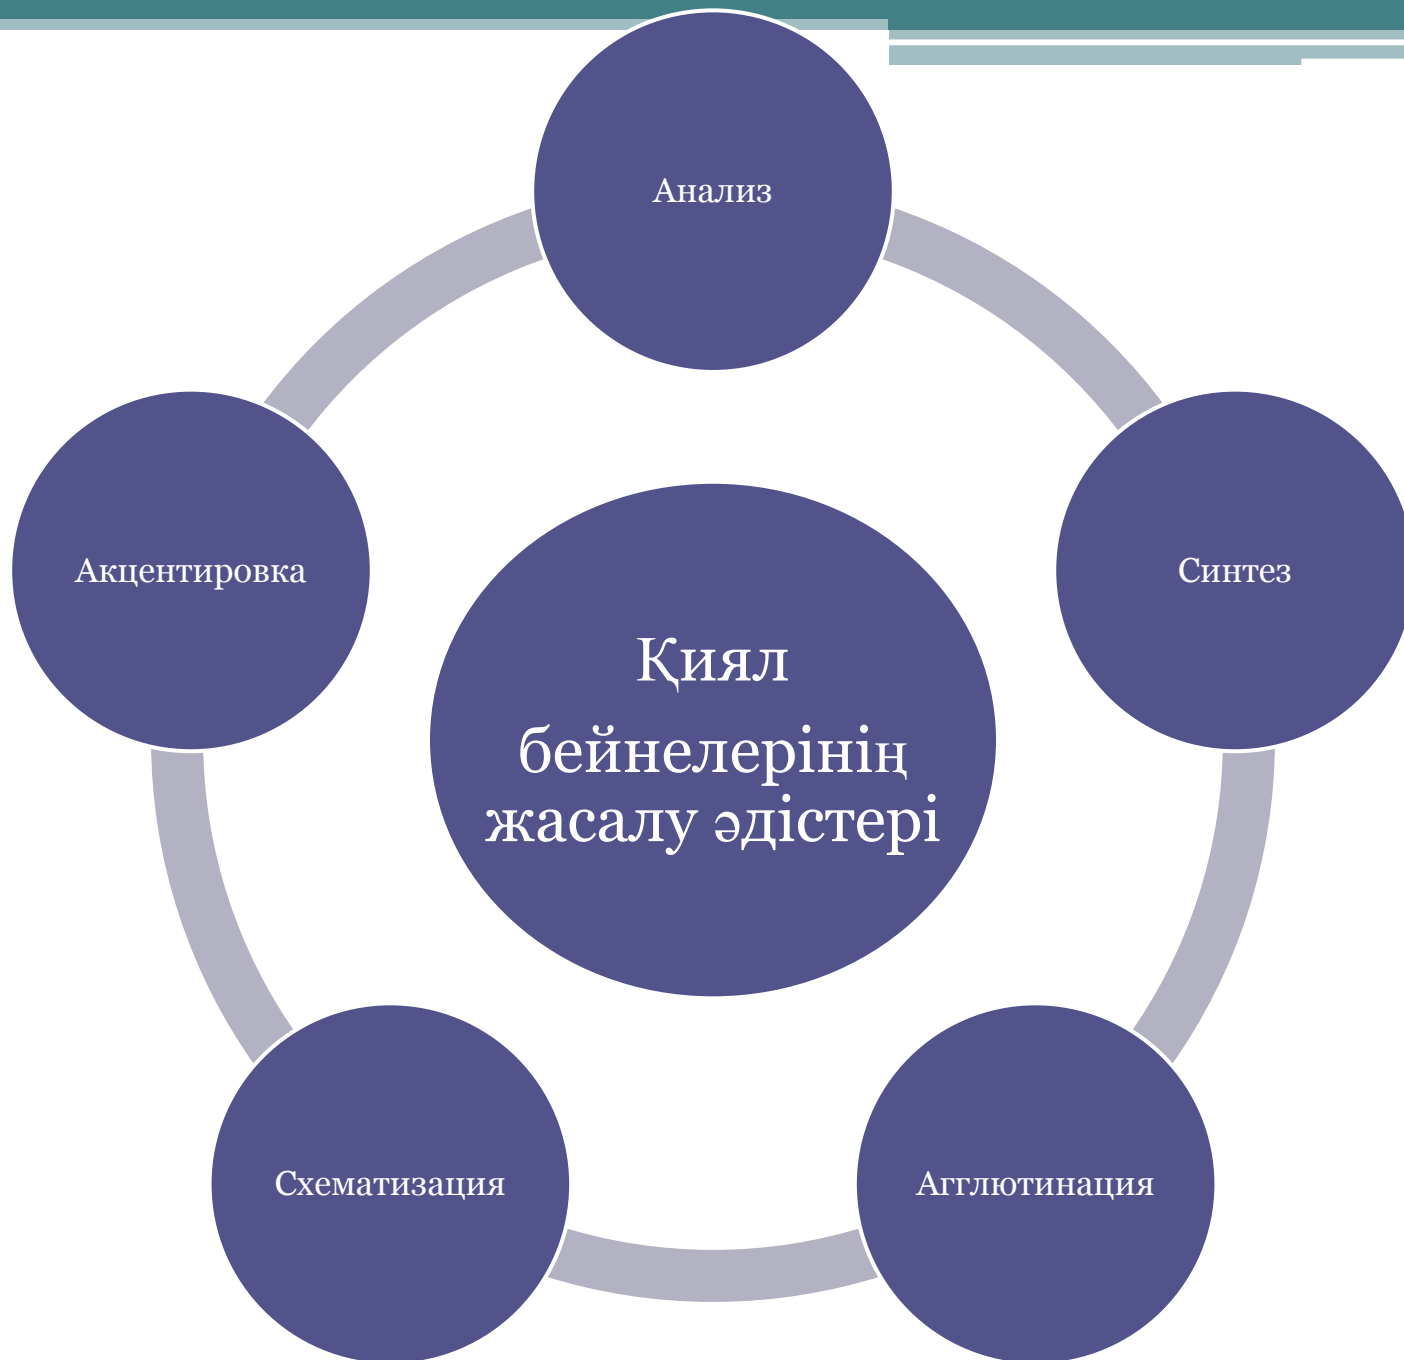 Анализ
Синтез
Агглютинация
Схематизация
Акцентировка
Қиял
бейнелерінің
жасалу әдістері